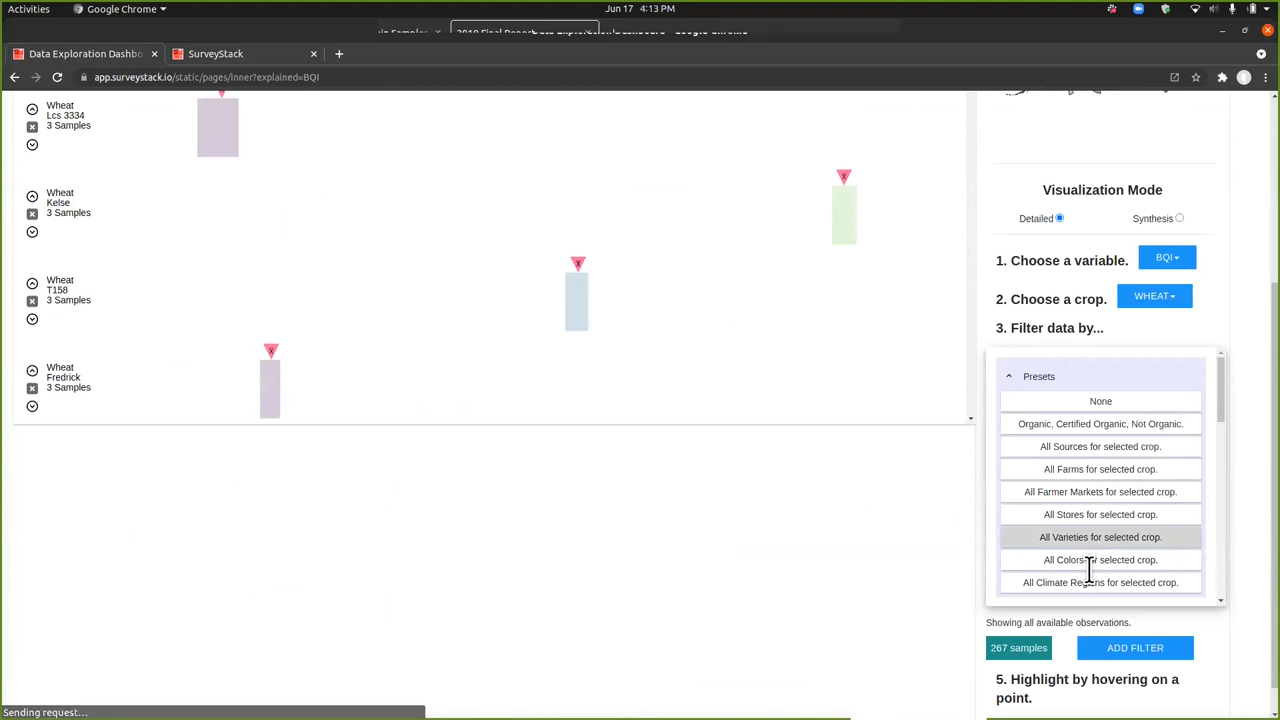 Activities
Google Chrome
Jun 17 4:13 PM
Data Exploration Dashboard - Google Chrome
Data Exploration Dashbo
SurveyStack
app.surveystack.io/static/pages/inner?explained=BQI
Wheat
Lcs 3334
3 Samples
Wheat
Kelse
3 Samples
X
Wheat
T158
3 Samples
X
Wheat
Fredrick
3 Samples
X
Visualization Mode
Detailed
Synthesis
1. Choose a variable.
BQI
2. Choose a crop.
WHEAT
3. Filter data by...
Presets
None
Organic, Certified Organic, Not Organic.
All Sources for selected crop.
All Farms for selected crop.
All Farmer Markets for selected crop.
All Stores for selected crop.
All Varieties for selected crop.
All Colors for selected crop.
All Climate Regions for selected crop.
Showing all available observations.
267 samples
ADD FILTER
5. Highlight by hovering on a
point.
Sending request...